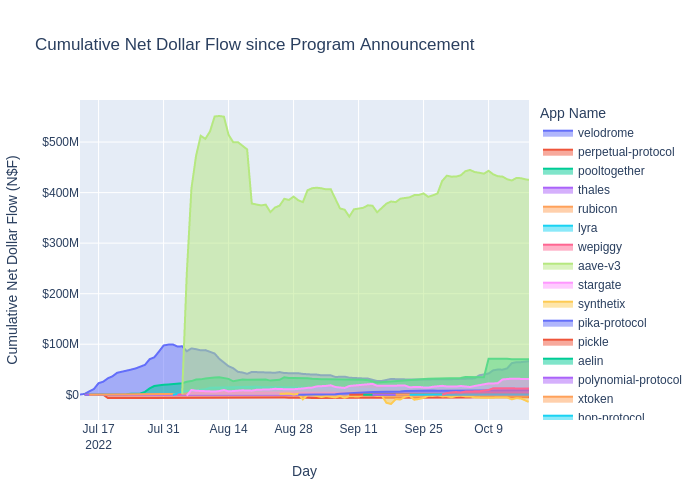 Cumulative Net Dollar Flow since Program Announcement
Cumulative Net Dollar Flow (N$F)
$500M
$400M
$300M
$200M
$100M
$0
Jul 17
2022
Jul 31
Aug 14
Aug 28
Sep 11
Sep 25
Oct 9
Day
App Name
velodrome
perpetual-protocol
pooltogether
thales
rubicon
lyra
wepiggy
aave-v3
stargate
synthetix
pika-protocol
pickle
aelin
polynomial-protocol
xtoken
hop-protocol